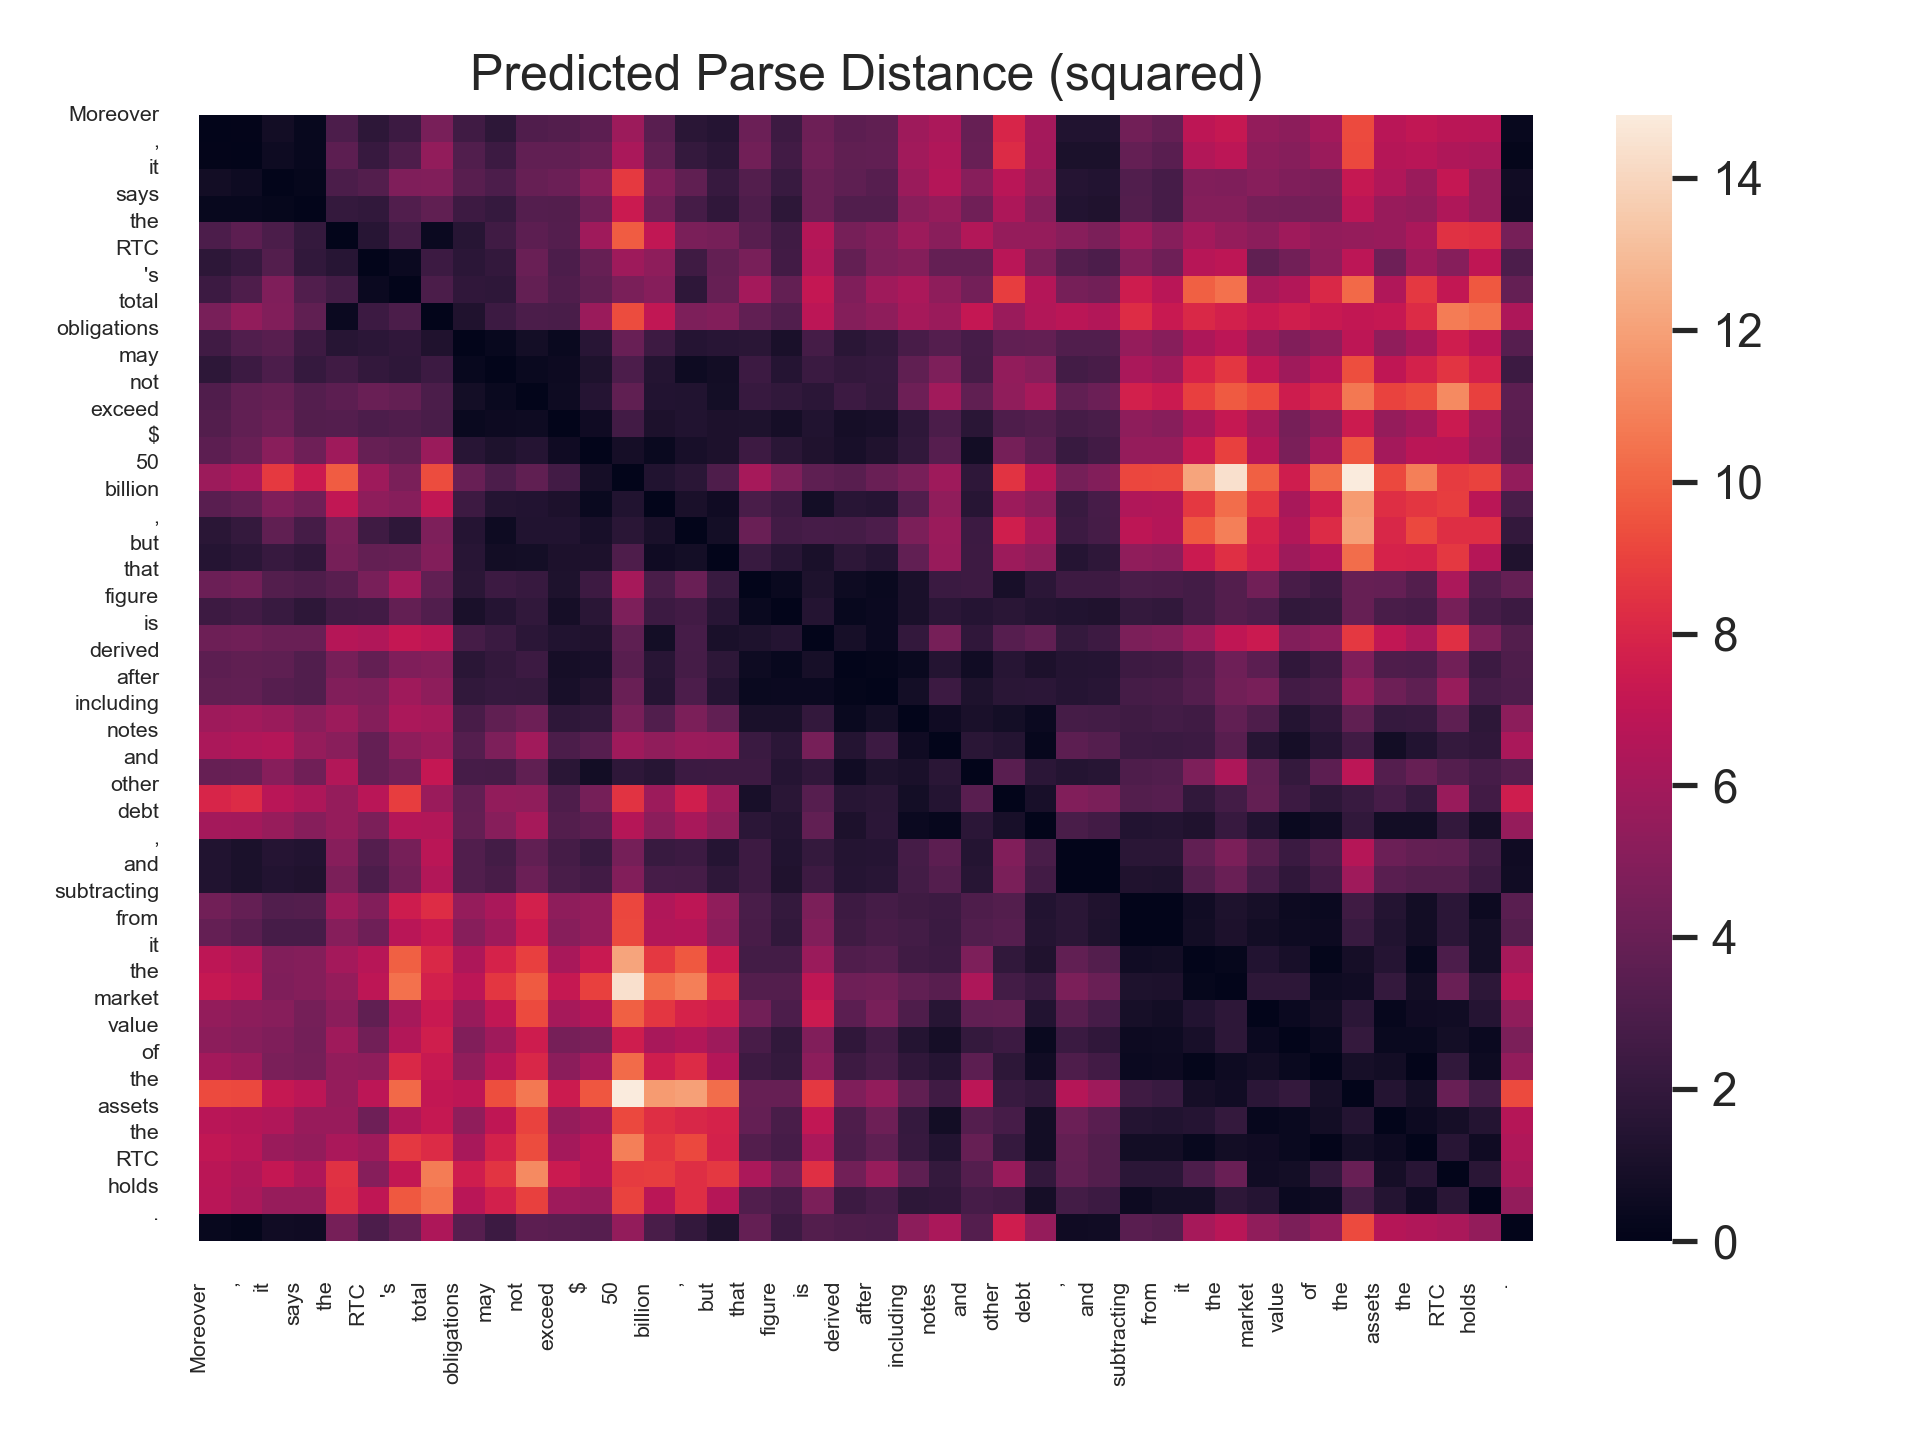 Predicted Parse Distance (squared)
Moreover
,
it
says
the
RTC
's
total
obligations
may
not
exceed
$
50
billion
,
but
that
figure
is
derived
after
including
notes
and
other
debt
,
and
subtracting
from
it
the
market
value
of
the
assets
the
RTC
holds
.
14
12
10
8
6
4
2
0
Moreover
,
it
says
the
RTC
's
total
obligations
may
not
exceed
$
50
billion
,
but
that
figure
is
derived
after
including
notes
and
other
debt
,
and
subtracting
from
it
the
market
value
of
the
assets
the
RTC
holds
.